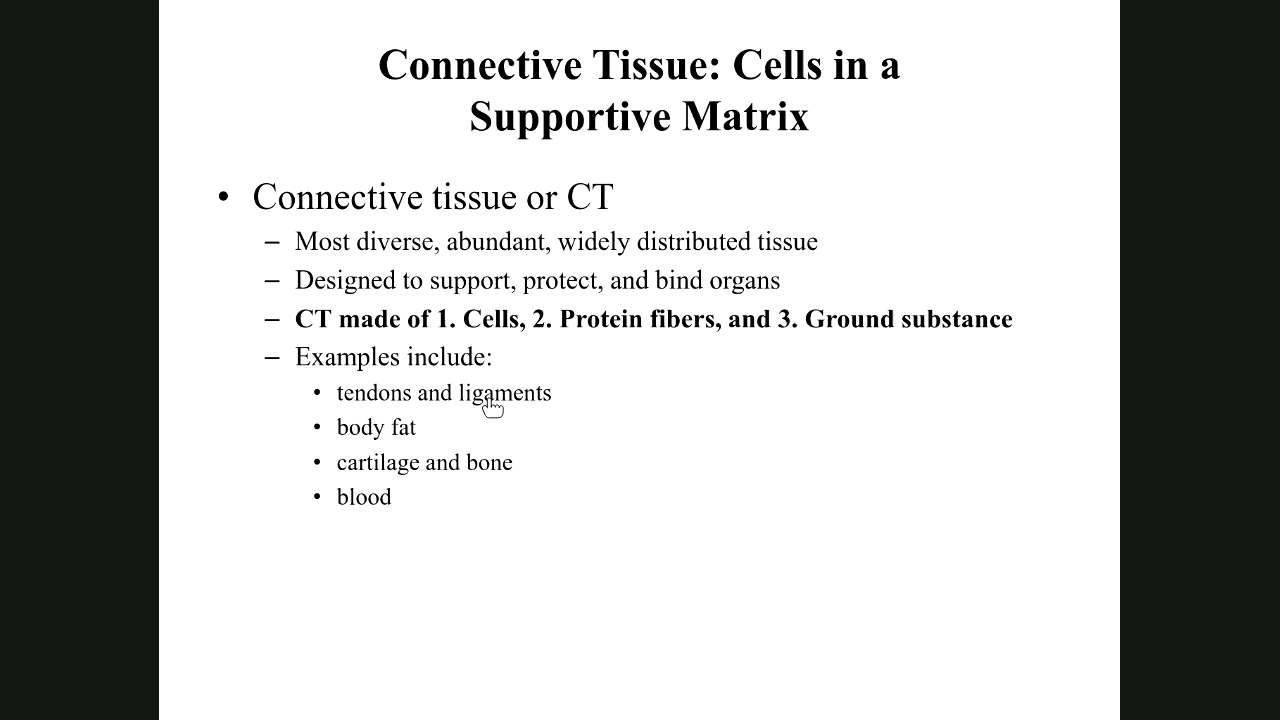 Connective Tissue: Cells in a
Supportive Matrix
• Connective tissue or CT
– Most diverse, abundant, widely distributed tissue
– Designed to support, protect, and bind organs
– CT made of 1. Cells, 2. Protein fibers, and 3. Ground substance
– Examples include:
• tendons and ligaments
• body fat
• cartilage and bone
• blood